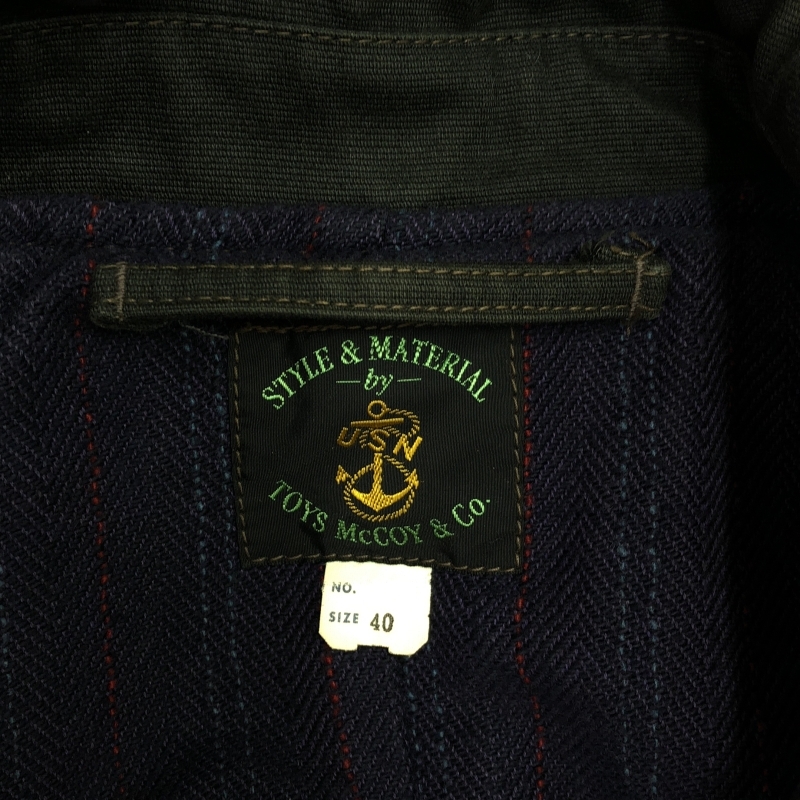 STYLE & MATERIAL
— by —
USN
TOYS McCOY & Co.
NO.
SIZE 40